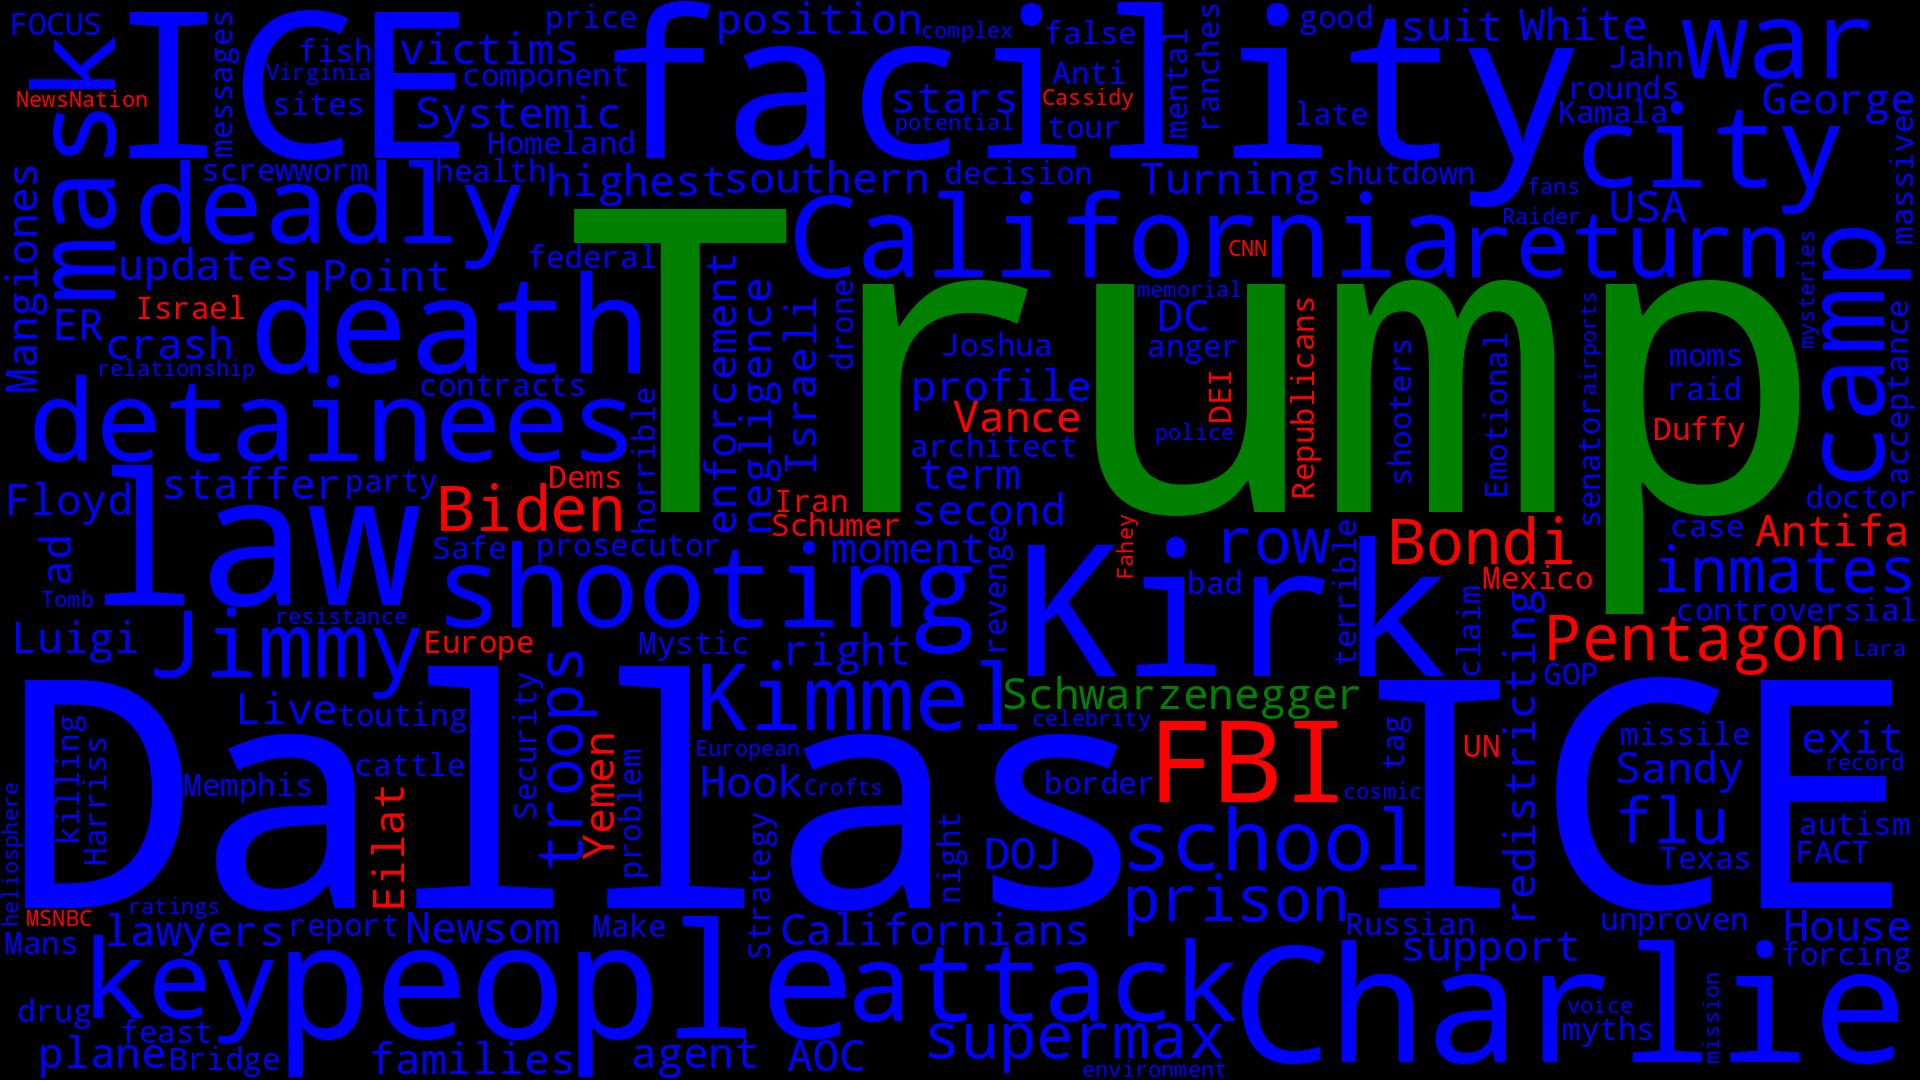 FOCUS
ICE
messages
fish
victims
price
facility
position
complex
false
good
suit
White
war
mask
Virginia
component
Anti
mental
ranches
Jahn
NewsNation
sites
Systemic
stars
Cassidy
rounds
George
potential
tour
late
Kamala
city
Homeland
massived
Mangiones
deadly
screwworm
health
highest
southern
decision
Turning
shutdown
fans
USA
Raider
California
return
camp
mysteries
updates
Point
federal
CNN
Trump
Israel
death
enforcement
negligence
Israeli
drone
memorial
DC
Republicans
airports
acceptance
ER
crash
Joshua
anger
shooters
Emotional
moms
relationship
contracts
profile
DEI
senator
raid
detainees
horrible
Vance
police
Duffy
architect
law
staffer
party
Dems
term
Floyd
Biden
Iran
second
doctor
ad
Schumer
Fahey
row
Bondi
case
Antifa
Safe
prosecutor
moment
revenge
terrible
Mexico
inmates
Tomb
shooting
Kirk
bad
resistance
claim
redistricting
controversial
Luigi
Jimmy
Europe
Mystic
right
Pentagon
Lara
troops
Kimmel
Schwarzenegger
GOP
Dallas
ICE
Live
touting
Security
celebrity
FBI
tag
UN
missile
exit
killing
Harriss
European
record
Memphis
cattle
Yemen
problem
Hook
Crofts
border
cosmic
Sandy
heliosphere
Eilat
Strategy
night
DOJ
school
flu
autism
Texas
FACT
ratings
prison
MSNBC
lawyers
report
Newsom
Make
Californians
Russian
unproven
House
Mans
support
forcing
key
people
attack
Charlie
drug
feast
supermax
voice
myths
mission
plane
Bridge
families
agent
AOC
environment